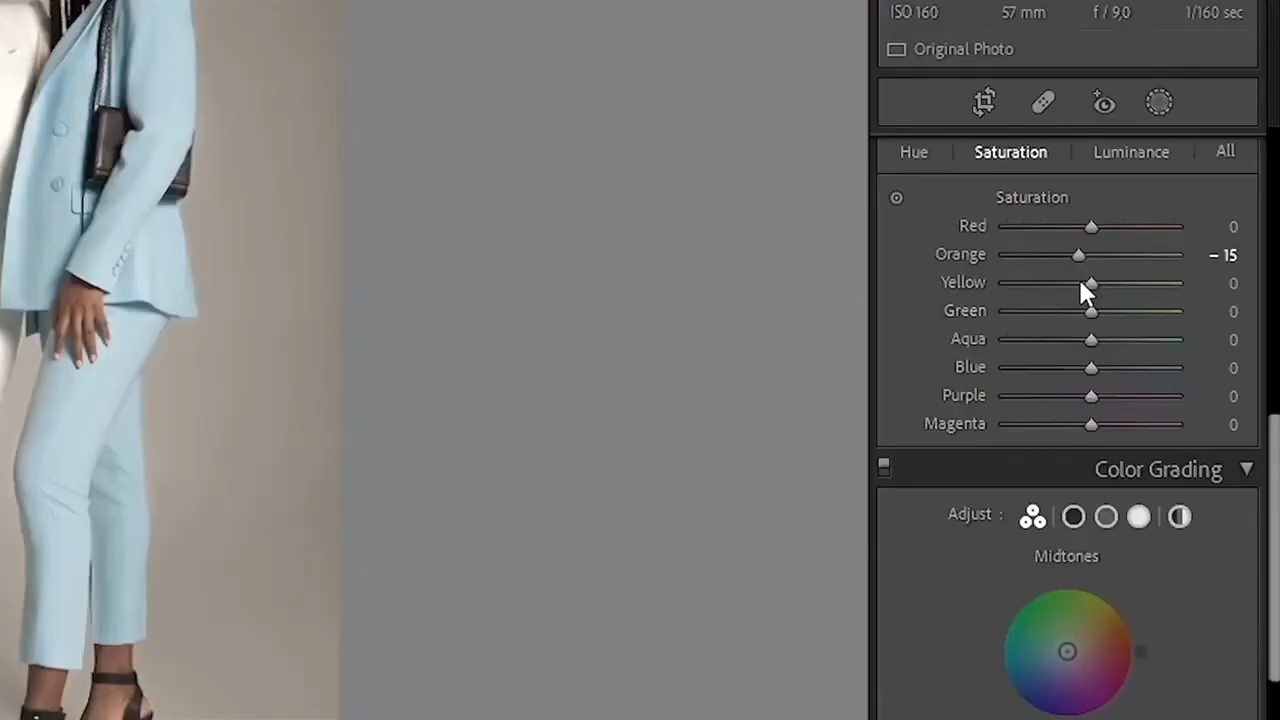 ISO 160 57 mm f / 9,0 1/160 sec
Original Photo
Hue Saturation Luminance All
Saturation
Red 0
Orange – 15
Yellow 0
Green 0
Aqua 0
Blue 0
Purple 0
Magenta 0
Color Grading
Adjust :
Midtones